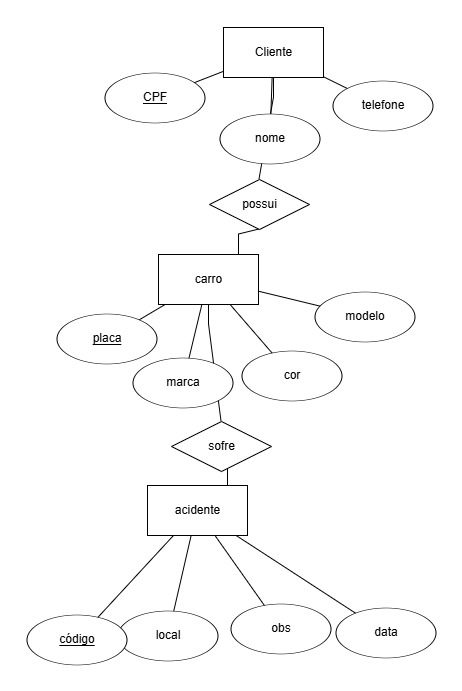 Cliente
CPF
telefone
nome
possui
carro
modelo
placa
marca
cor
sofre
acidente
código
local
obs
data